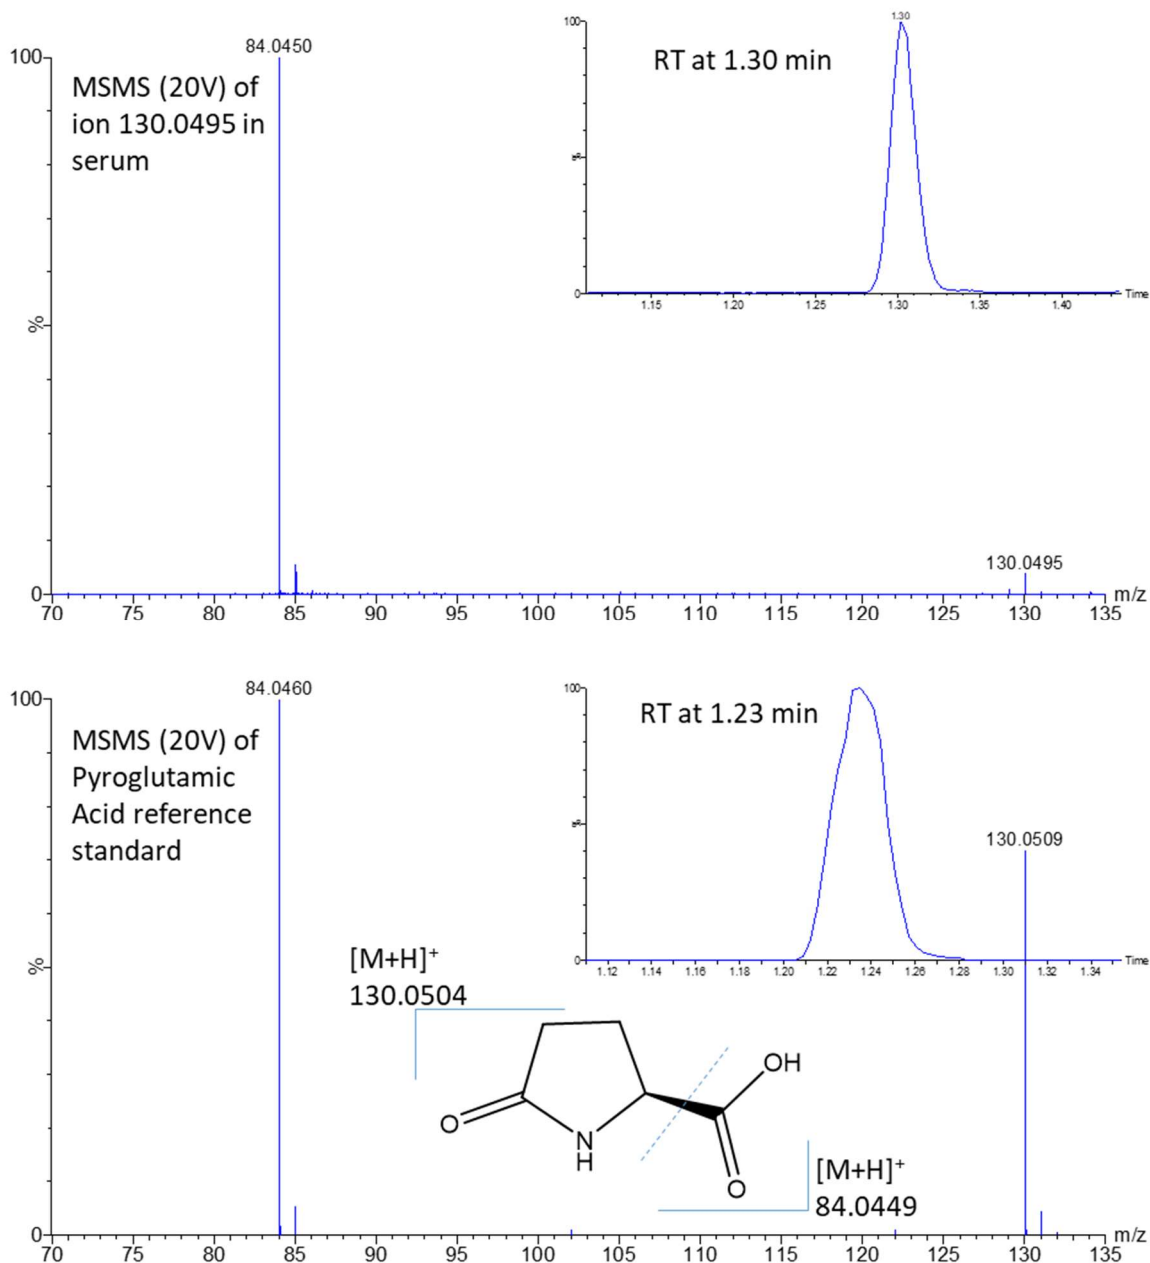 84.0450
100
MSMS (20V) of
ion 130.0495 in
serum
%
0
130.0495
70 75 80 85 90 95 100 105 110 115 120 125 130 135 m/z
1.30
100
RT at 1.30 min
%
0
1.15 1.20 1.25 1.30 1.35 1.40 Time
84.0460
100
MSMS (20V) of
Pyroglutamic
Acid reference
standard
%
0
130.0509
100
RT at 1.23 min
%
0
1.12 1.14 1.16 1.18 1.20 1.22 1.24 1.26 1.28 1.30 1.32 1.34 Time
[M+H]+
130.0504
OH
O
N
H
O
[M+H]+
84.0449
70 75 80 85 90 95 100 105 110 115 120 125 130 135 m/z